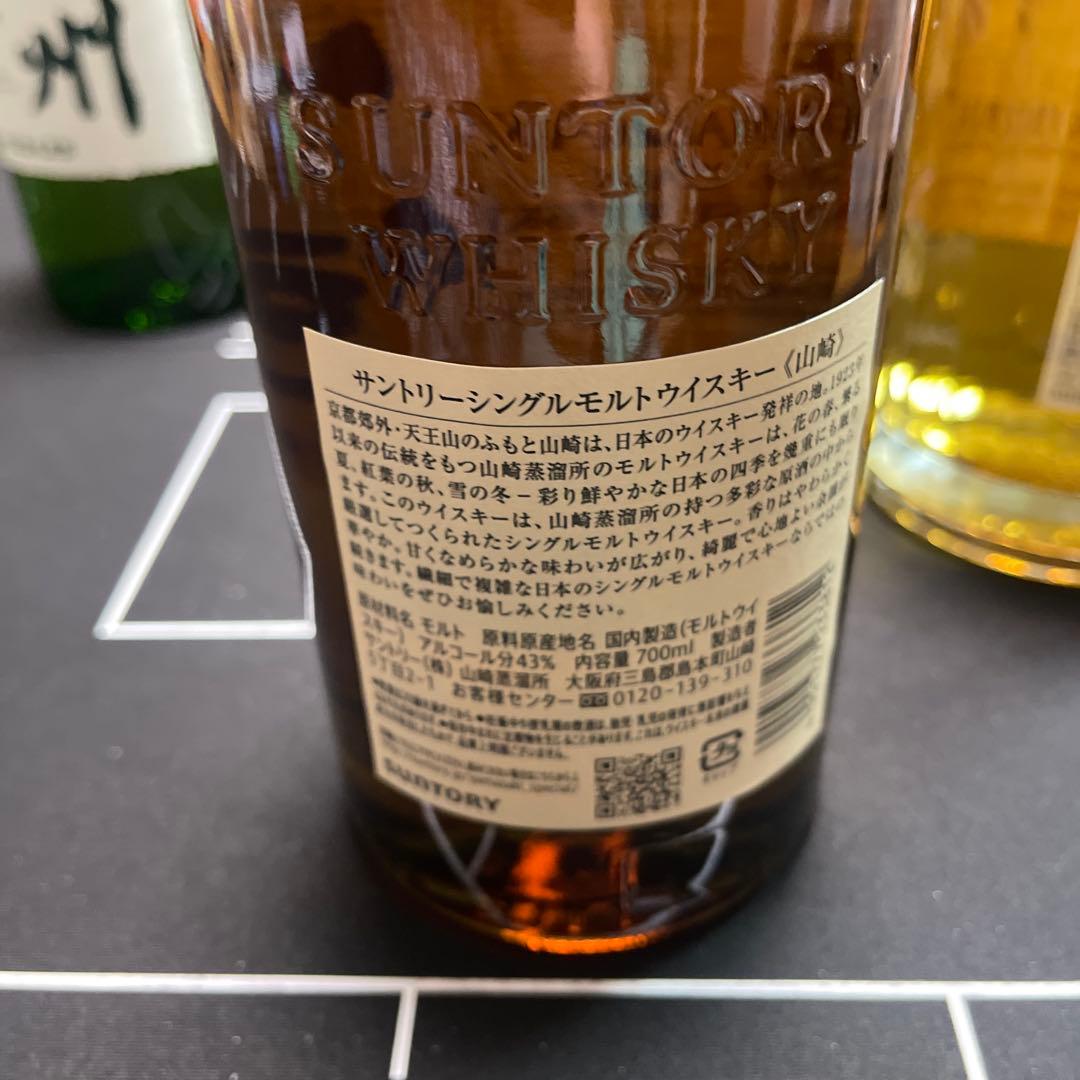 州
SUNTORY
WHISKY
サントリーシングルモルトウイスキー《山崎》
京都郊外・天王山のふもと山崎は、日本のウイスキー発祥の地。1923年
以来の伝統をもつ山崎蒸溜所のモルトウイスキーは、花の春、繁る
夏、紅葉の秋、雪の冬－彩り鮮やかな日本の四季を幾重にも巡り
ます。このウイスキーは、山崎蒸溜所の持つ多彩な原酒の中から
厳選してつくられたシングルモルトウイスキー。香りはやわらかく、
華やか。甘くなめらかな味わいが広がり、綺麗で心地よい余韻が
続きます。繊細で複雑な日本のシングルモルトウイスキーならではの
味わいをぜひお愉しみください。
原材料名 モルト 原料原産地名 国内製造(モルトウイ
スキー) アルコール分43% 内容量 700ml 製造者
サントリー(株) 山崎蒸溜所 大阪府三島郡島本町山崎
5丁目2-1 お客様センター 0120-139-310
SUNTORY